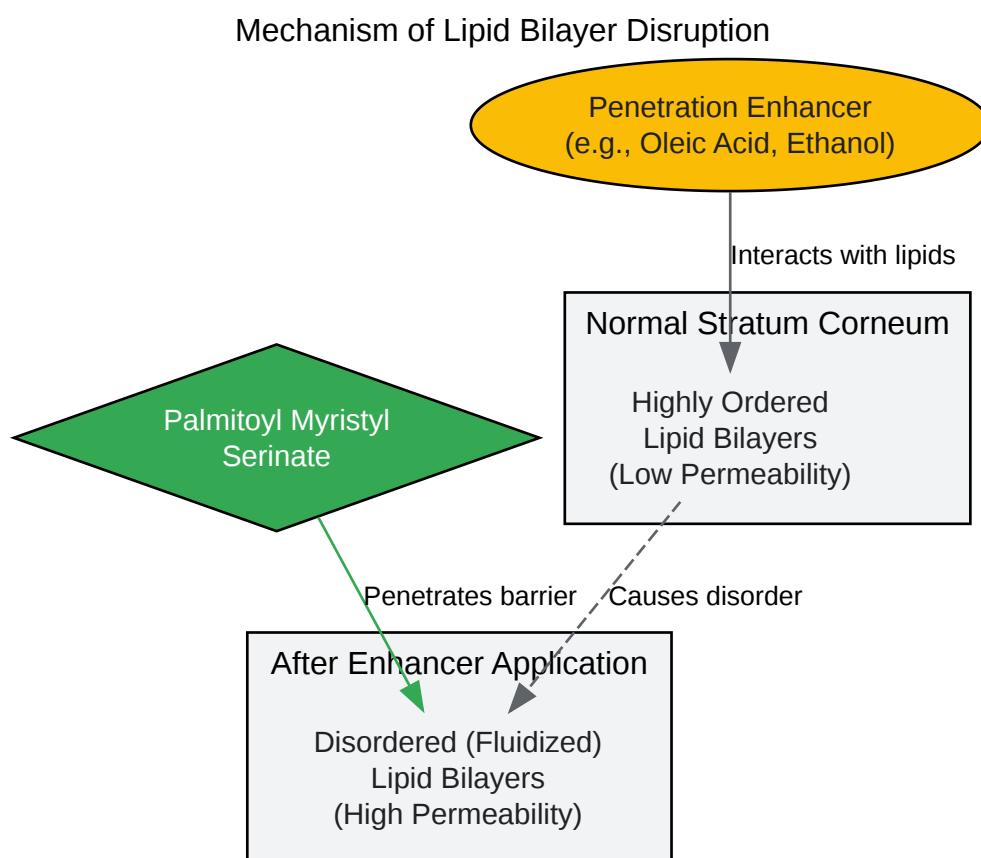 Mechanism of Lipid Bilayer Disruption
Penetration Enhancer
(e.g., Oleic Acid, Ethanol)
Interacts with lipids
Normal Stratum Corneum
Highly Ordered
Lipid Bilayers
(Low Permeability)
Palmitoyl Myristyl
Serinate
Penetrates barrier
Causes disorder
After Enhancer Application
Disordered (Fluidized)
Lipid Bilayers
(High Permeability)